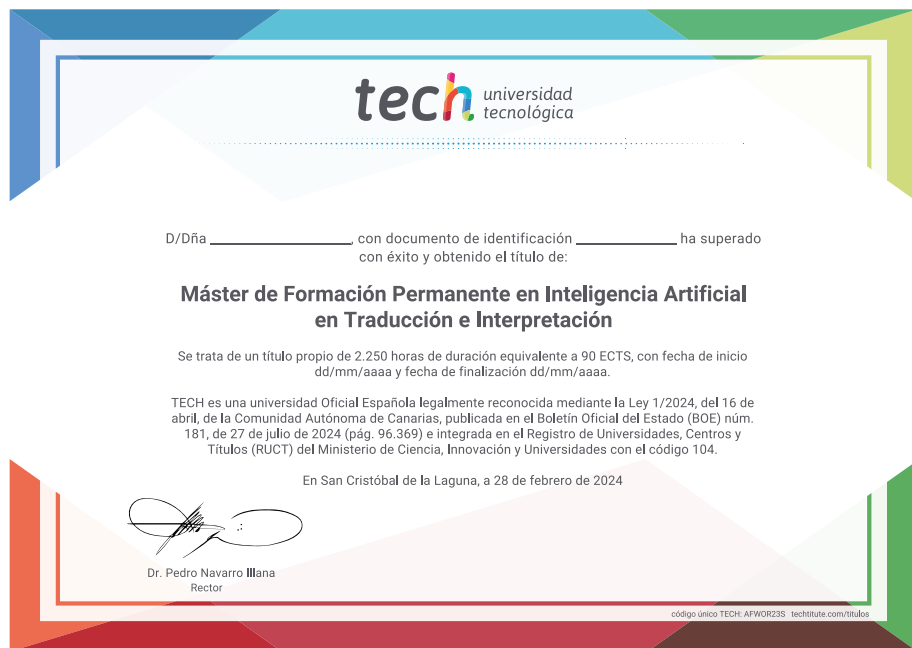 tech universidad
tecnológica
D/Dña ________________, con documento de identificación ____________ ha superado
con éxito y obtenido el título de:
Máster de Formación Permanente en Inteligencia Artificial
en Traducción e Interpretación
Se trata de un título propio de 2.250 horas de duración equivalente a 90 ECTS, con fecha de inicio
dd/mm/aaaa y fecha de finalización dd/mm/aaaa.
TECH es una universidad Oficial Española legalmente reconocida mediante la Ley 1/2024, del 16 de
abril, de la Comunidad Autónoma de Canarias, publicada en el Boletín Oficial del Estado (BOE) núm.
181, de 27 de julio de 2024 (pág. 96.369) e integrada en el Registro de Universidades, Centros y
Títulos (RUCT) del Ministerio de Ciencia, Innovación y Universidades con el código 104.
En San Cristóbal de la Laguna, a 28 de febrero de 2024
Dr. Pedro Navarro Illana
Rector
código único TECH: AFWOR23S techtitute.com/titulos